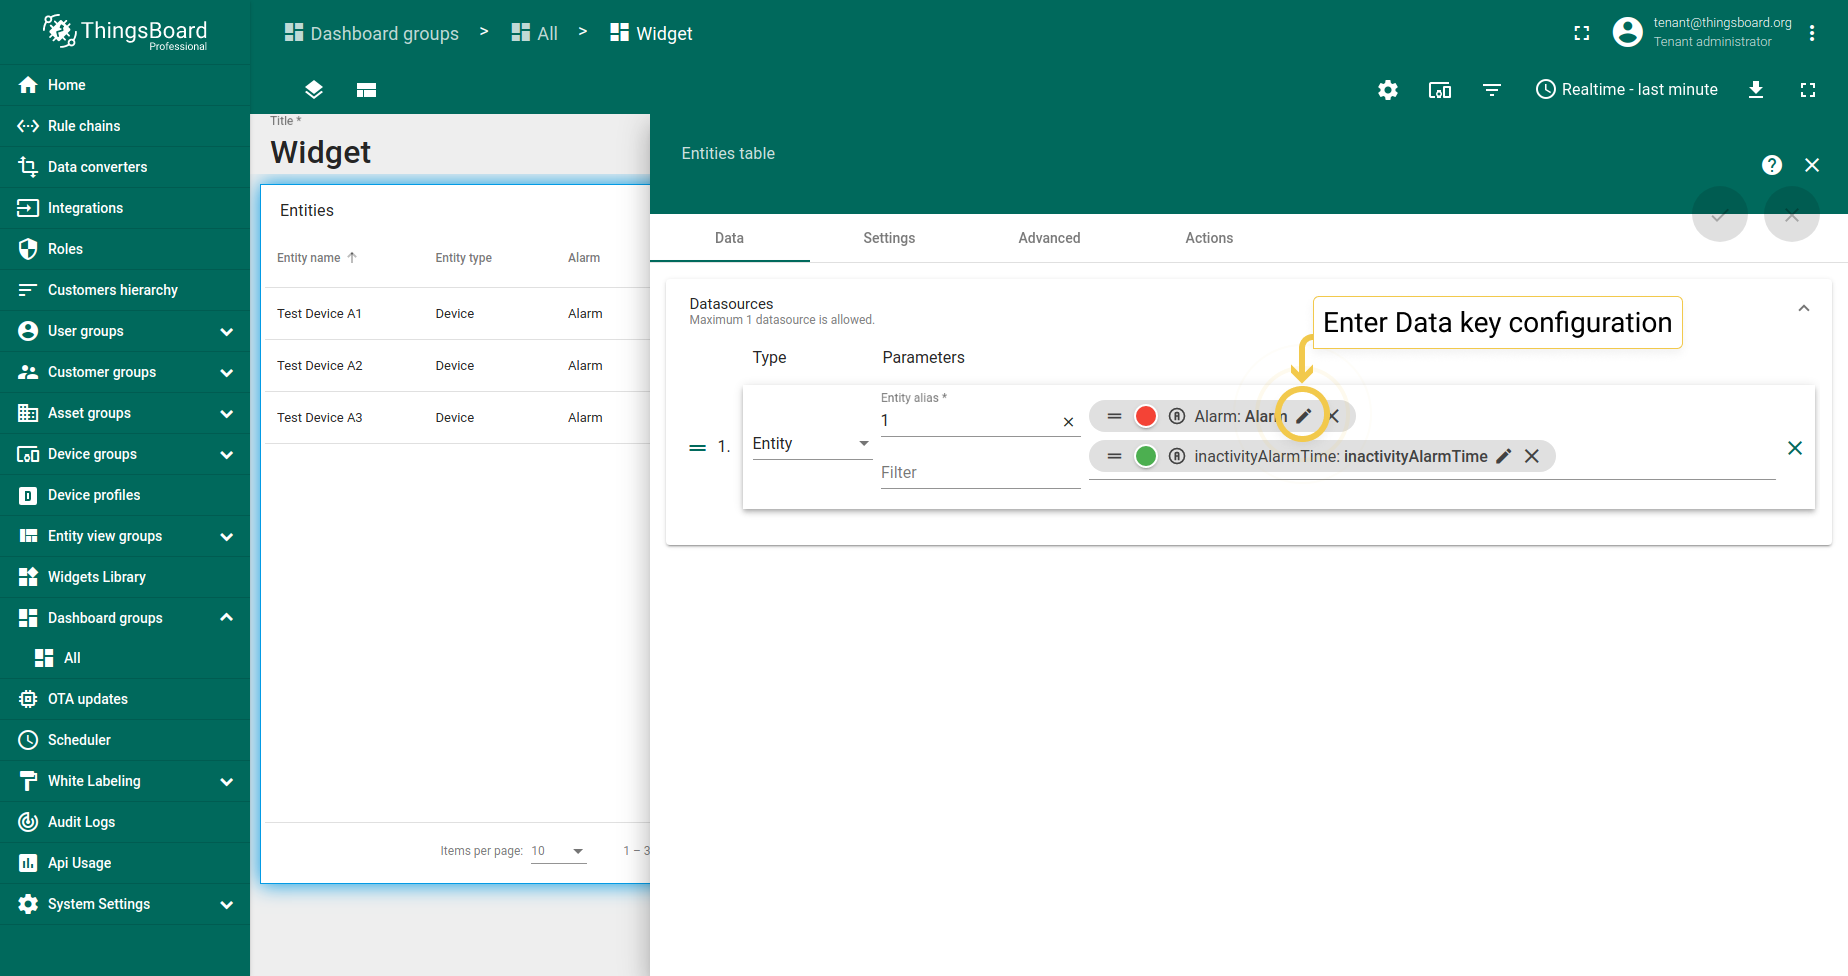 ThingsBoard
Professional
Dashboard groups > All > Widget
tenant@thingsboard.org
Tenant administrator
Home
Rule chains
Data converters
Integrations
Roles
Customers hierarchy
User groups
Customer groups
Asset groups
Device groups
Device profiles
Entity view groups
Widgets Library
Dashboard groups
All
OTA updates
Scheduler
White Labeling
Audit Logs
Api Usage
System Settings
Realtime - last minute
Title *
Widget
Entities
Entity name Entity type Alarm
Test Device A1 Device Alarm
Test Device A2 Device Alarm
Test Device A3 Device Alarm
Items per page: 10 1 – 3
Entities table
Data Settings Advanced Actions
Datasources
Maximum 1 datasource is allowed.
Enter Data key configuration
Type Parameters
1.
Entity
Entity alias *
1
Filter
Alarm: Alarm
inactivityAlarmTime: inactivityAlarmTime